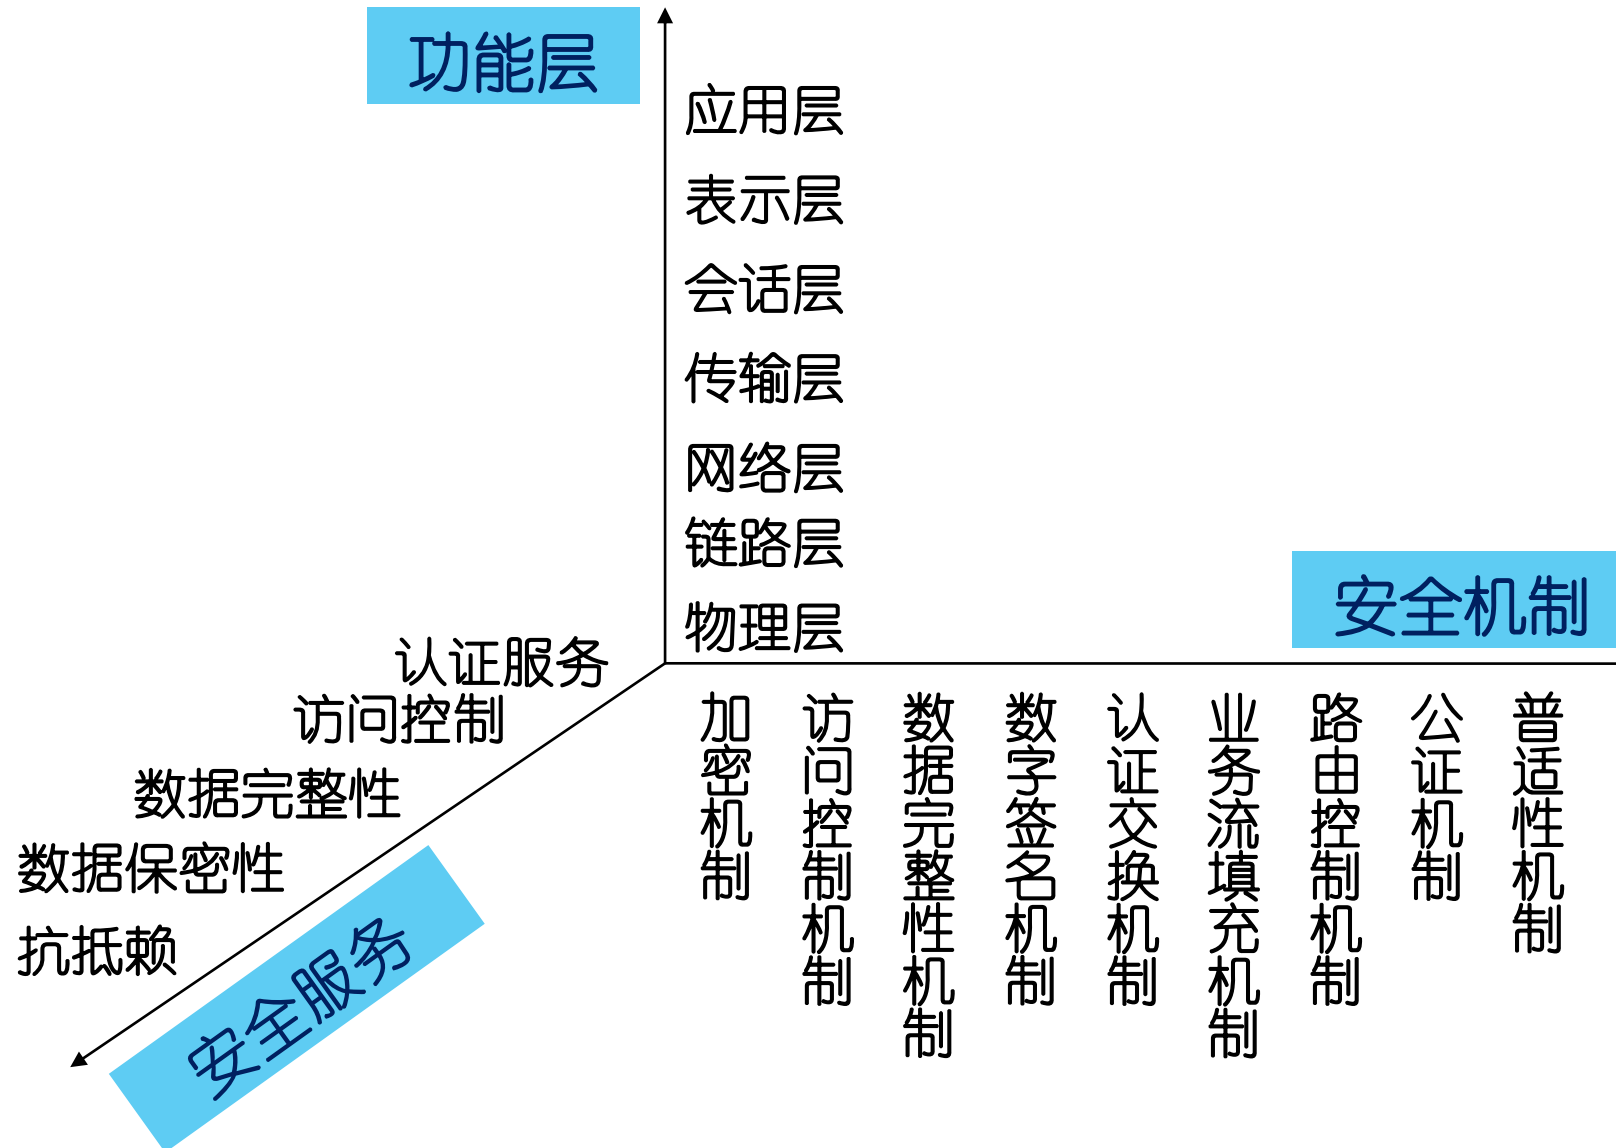 功能层
应用层
表示层
会话层
传输层
网络层
链路层
物理层
安全机制
认证服务
访问控制
数据完整性
数据保密性
抗抵赖
安全服务
加密机制
访问控制机制
数据完整性机制
数字签名机制
认证交换机制
业务流填充机制
路由控制机制
公证机制
普适性机制